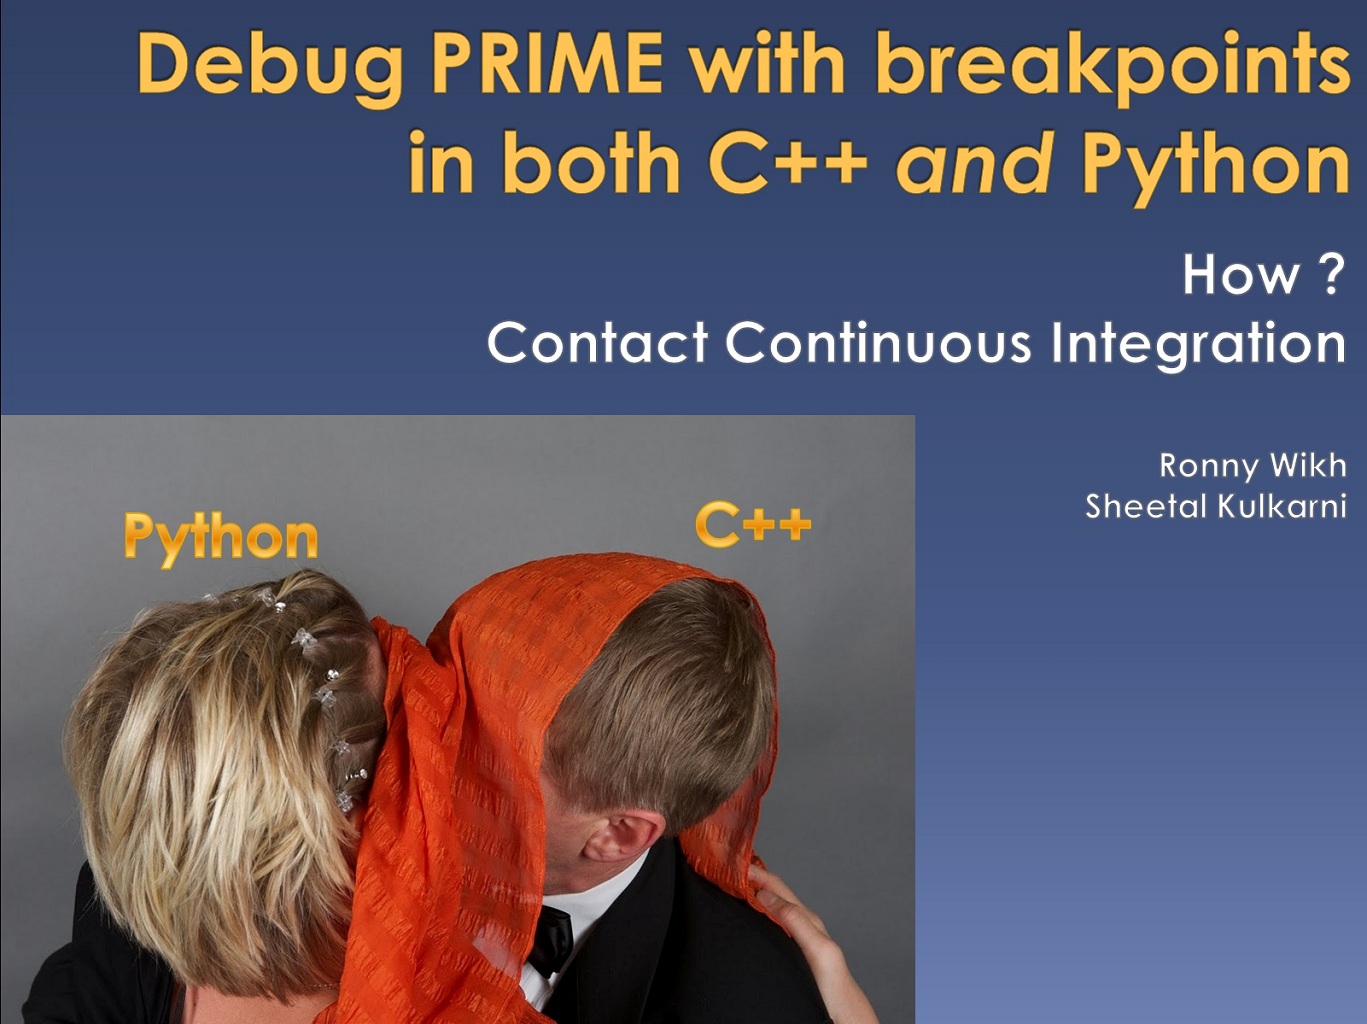 Debug PRIME with breakpoints
in both C++ and Python
How ?
Contact Continuous Integration
Ronny Wikh
Sheetal Kulkarni
Python
C++